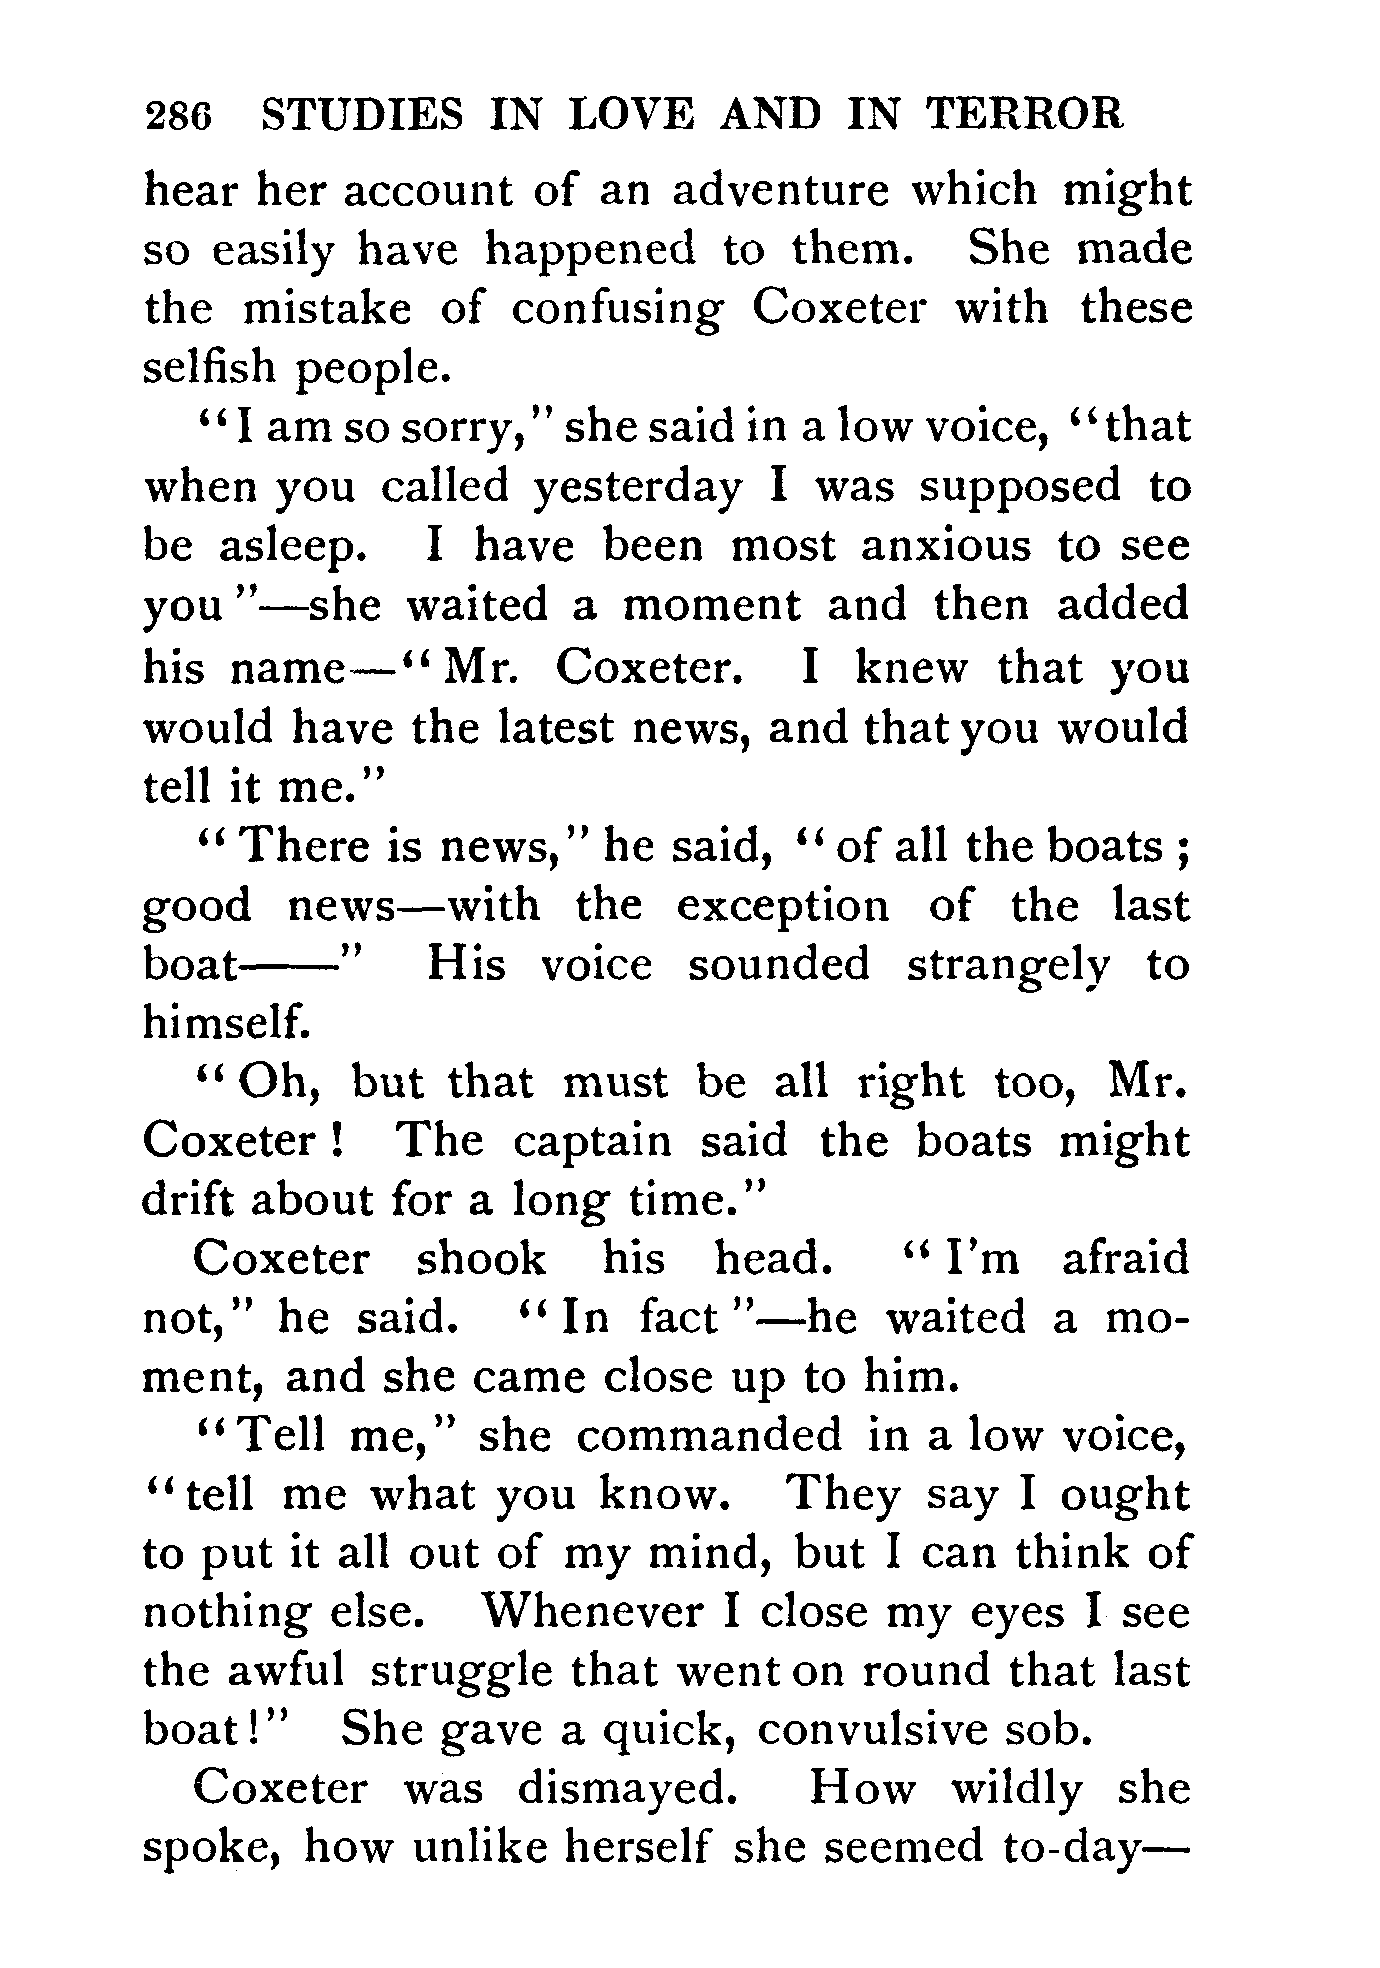 286 STUDIES IN LOVE AND IN TERROR
hear her account of an adventure which might
so easily have happened to them. She made
the mistake of confusing Coxeter with these
selfish people.
“I am so sorry,” she said in a low voice, “that
when you called yesterday I was supposed to
be asleep. I have been most anxious to see
you”—she waited a moment and then added
his name—“Mr. Coxeter. I knew that you
would have the latest news, and that you would
tell it me.”
“There is news,” he said, “of all the boats;
good news—with the exception of the last
boat——” His voice sounded strangely to
himself.
“Oh, but that must be all right too, Mr.
Coxeter! The captain said the boats might
drift about for a long time.”
Coxeter shook his head. “I'm afraid
not,” he said. “In fact”—he waited a mo-
ment, and she came close up to him.
“Tell me,” she commanded in a low voice,
“tell me what you know. They say I ought
to put it all out of my mind, but I can think of
nothing else. Whenever I close my eyes I see
the awful struggle that went on round that last
boat!” She gave a quick, convulsive sob.
Coxeter was dismayed. How wildly she
spoke, how unlike herself she seemed to-day—